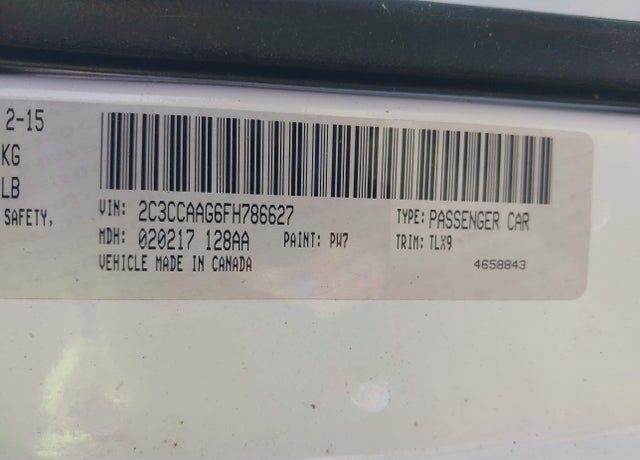 2-15
KG
LB
SAFETY,
VIN: 2C3CCAAG6FH786627
TYPE: PASSENGER CAR
MDH: 020217 128AA
PAINT: PW7
TRIM: TLX9
VEHICLE MADE IN CANADA
4658843